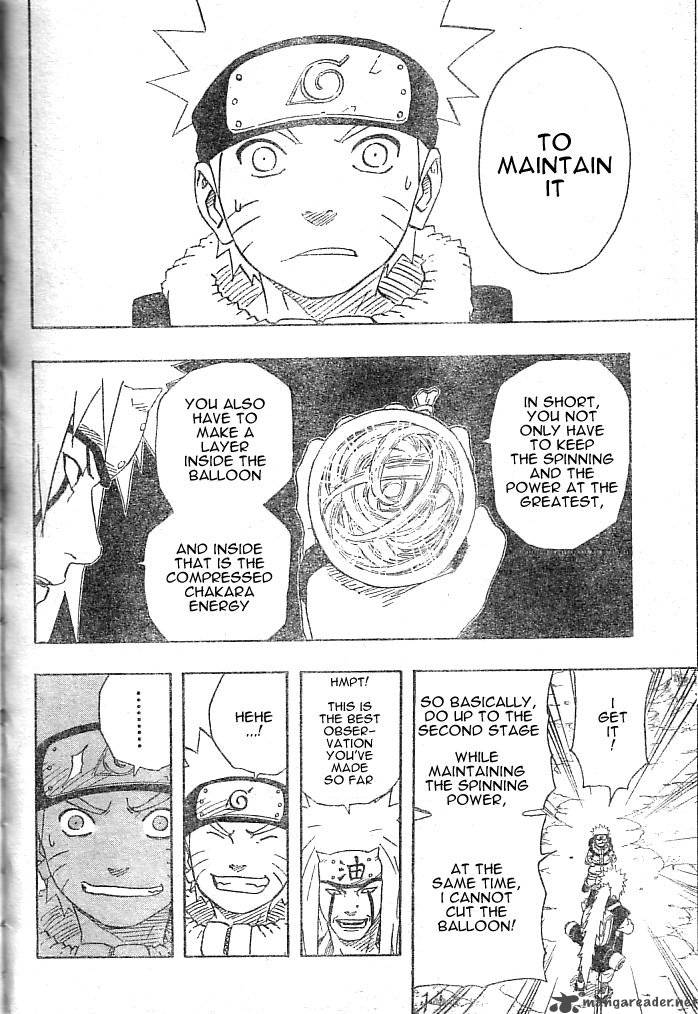 TO
MAINTAIN
IT
IN SHORT,
YOU NOT
ONLY HAVE
TO KEEP
THE SPINNING
AND THE
POWER AT THE
GREATEST,
YOU ALSO
HAVE TO
MAKE A
LAYER
INSIDE THE
BALLOON
AND INSIDE
THAT IS THE
COMPRESSED
CHAKARA
ENERGY
I
GET
IT!
SO BASICALLY,
DO UP TO THE
SECOND STAGE
WHILE
MAINTAINING
THE SPINNING
POWER,
AT THE
SAME TIME,
I CANNOT
CUT THE
BALLOON!
HMPT!
THIS IS
THE BEST
OBSER-
VATION
YOU'VE
MADE
SO FAR
油
HEHE
...!
.........
14
mangareader.net